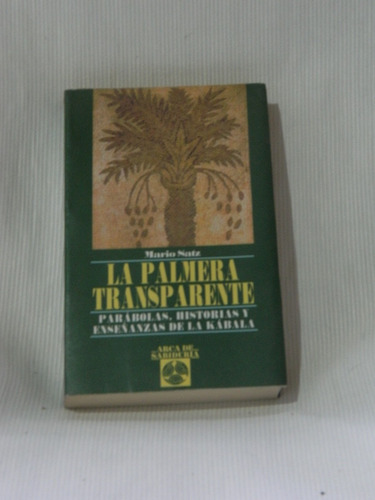 Mario Satz
LA PALMERA
TRANSPARENTE
PARÁBOLAS, HISTORIAS Y
ENSEÑANZAS DE LA KÁBALA
ARCA DE
SABIDURÍA